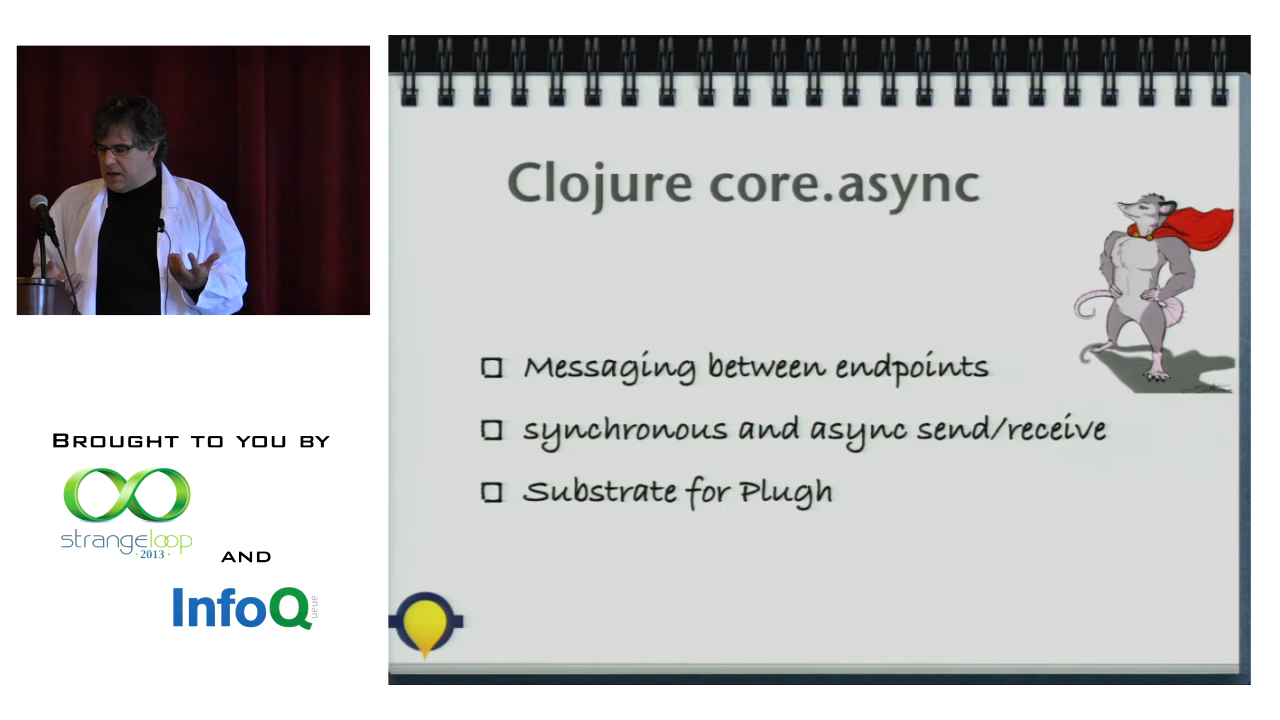 Clojure core.async
Messaging between endpoints
synchronous and async send/receive
Substrate for Plugh
BROUGHT TO YOU BY
strangeloop
· 2013 ·
AND
InfoQ
ueue